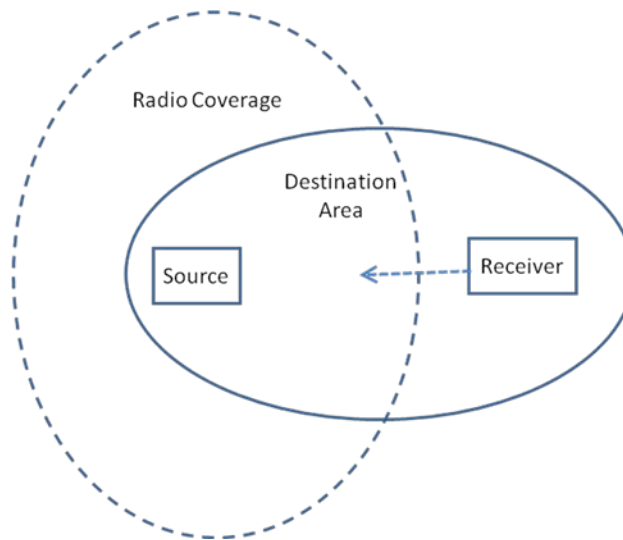 Radio Coverage
Destination
Area
Source
Receiver